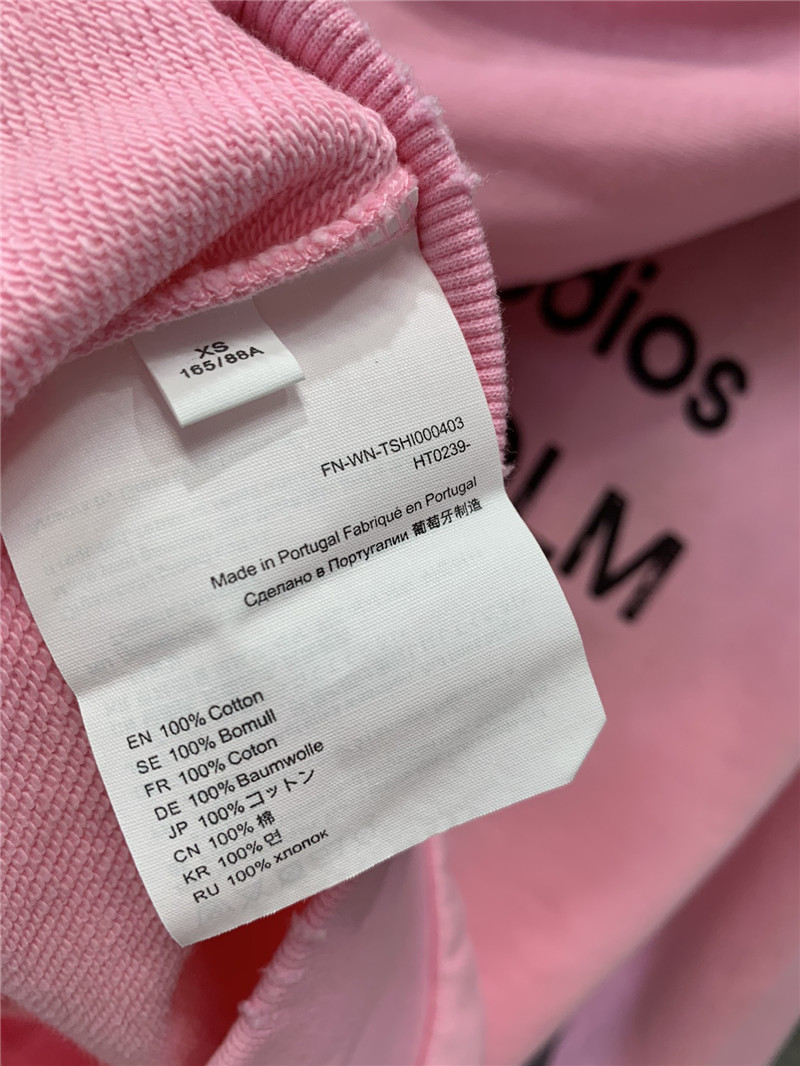 XS
165/88A
FN-WN-TSHI000403
HT0239-
Made in Portugal Fabriqué en Portugal
Сделано в Португалии 葡萄牙制造
EN 100% Cotton
SE 100% Bomull
FR 100% Coton
DE 100% Baumwolle
JP 100% コットン
CN 100% 棉
KR 100% 면
RU 100% хлопок
dios
LM